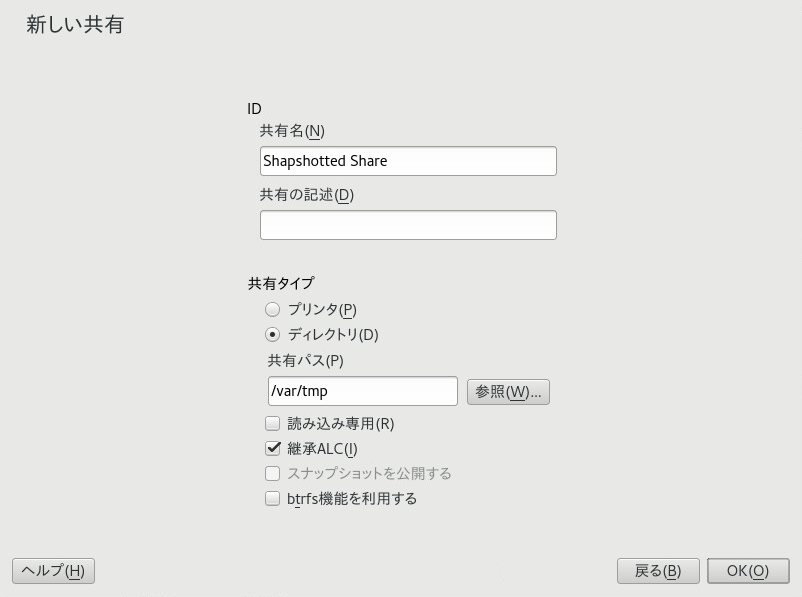 新しい共有
ID
共有名(N)
Shapshotted Share
共有の記述(D)
共有タイプ
プリンタ(P)
ディレクトリ(D)
共有パス(P)
/var/tmp
参照(W)...
読み込み専用(R)
継承ALC(I)
スナップショットを公開する
btrfs機能を利用する
ヘルプ(H)
戻る(B)
OK(O)